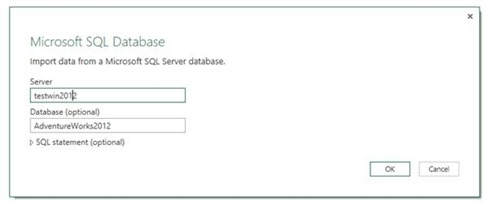 Microsoft SQL Database
Import data from a Microsoft SQL Server database.
Server
testwin2012
Database (optional)
AdventureWorks2012
SQL statement (optional)
OK Cancel